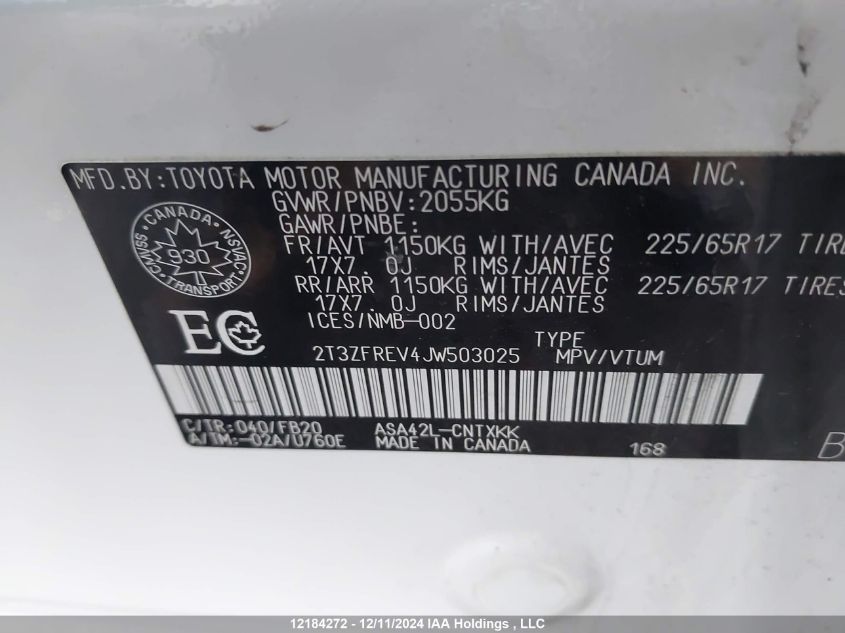 MFD.BY:TOYOTA MOTOR MANUFACTURING CANADA INC.
GVWR/PNBV:2055KG
GAWR/PNBE:
FR/AVT 1150KG WITH/AVEC 225/65R17
17X7.0J RIMS/JANTES
RR/ARR 1150KG WITH/AVEC 225/65R17 TIRES
17X7.0J RIMS/JANTES
ICES/NMB-002
CANADA
CMVSS 930 NSVAC
TRANSPORT
EC
TYPE
2T3ZFREV4JW503025 MPV/VTUM
C/TR:040/FB20 ASA42L-CNTXKK
A/TM:-02A/U760E MADE IN CANADA 168
12184272 - 12/11/2024 IAA Holdings , LLC